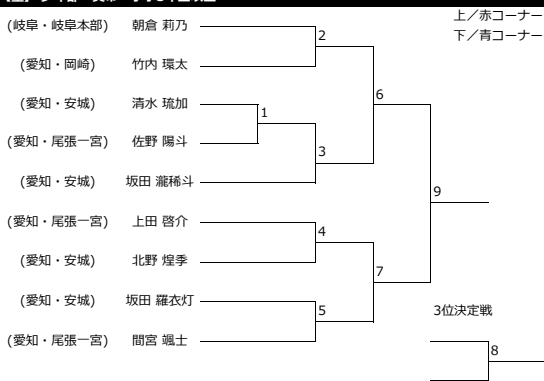 上／赤コーナー
下／青コーナー
(岐阜・岐阜本部) 朝倉 莉乃
2
(愛知・岡崎) 竹内 環太
6
(愛知・安城) 清水 琉加
1
(愛知・尾張一宮) 佐野 陽斗
3
(愛知・安城) 坂田 瀧稀斗
9
(愛知・尾張一宮) 上田 啓介
4
(愛知・安城) 北野 煌季
7
(愛知・安城) 坂田 羅衣灯
3位決定戦
5
(愛知・尾張一宮) 間宮 颯士
8